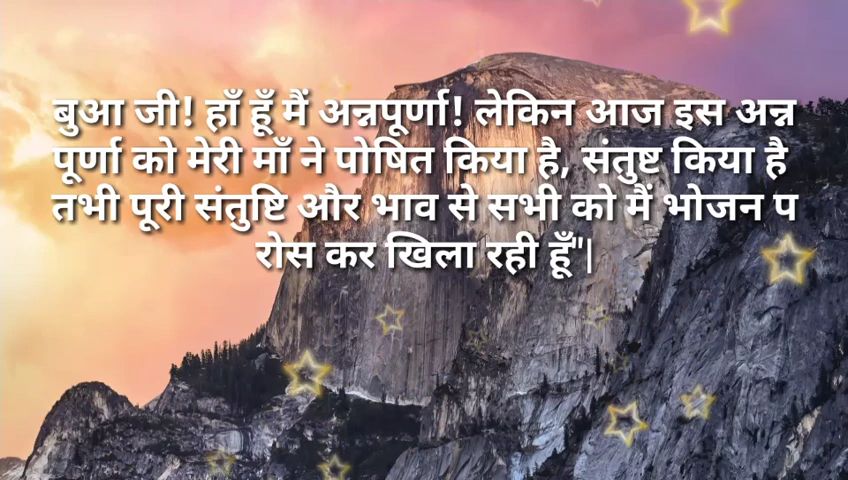 बुआ जी! हाँ हूँ मैं अन्नपूर्णा! लेकिन आज इस अन्न
पूर्णा को मेरी माँ ने पोषित किया है, संतुष्ट किया है
तभी पूरी संतुष्टि और भाव से सभी को मैं भोजन प
रोस कर खिला रही हूँ"|